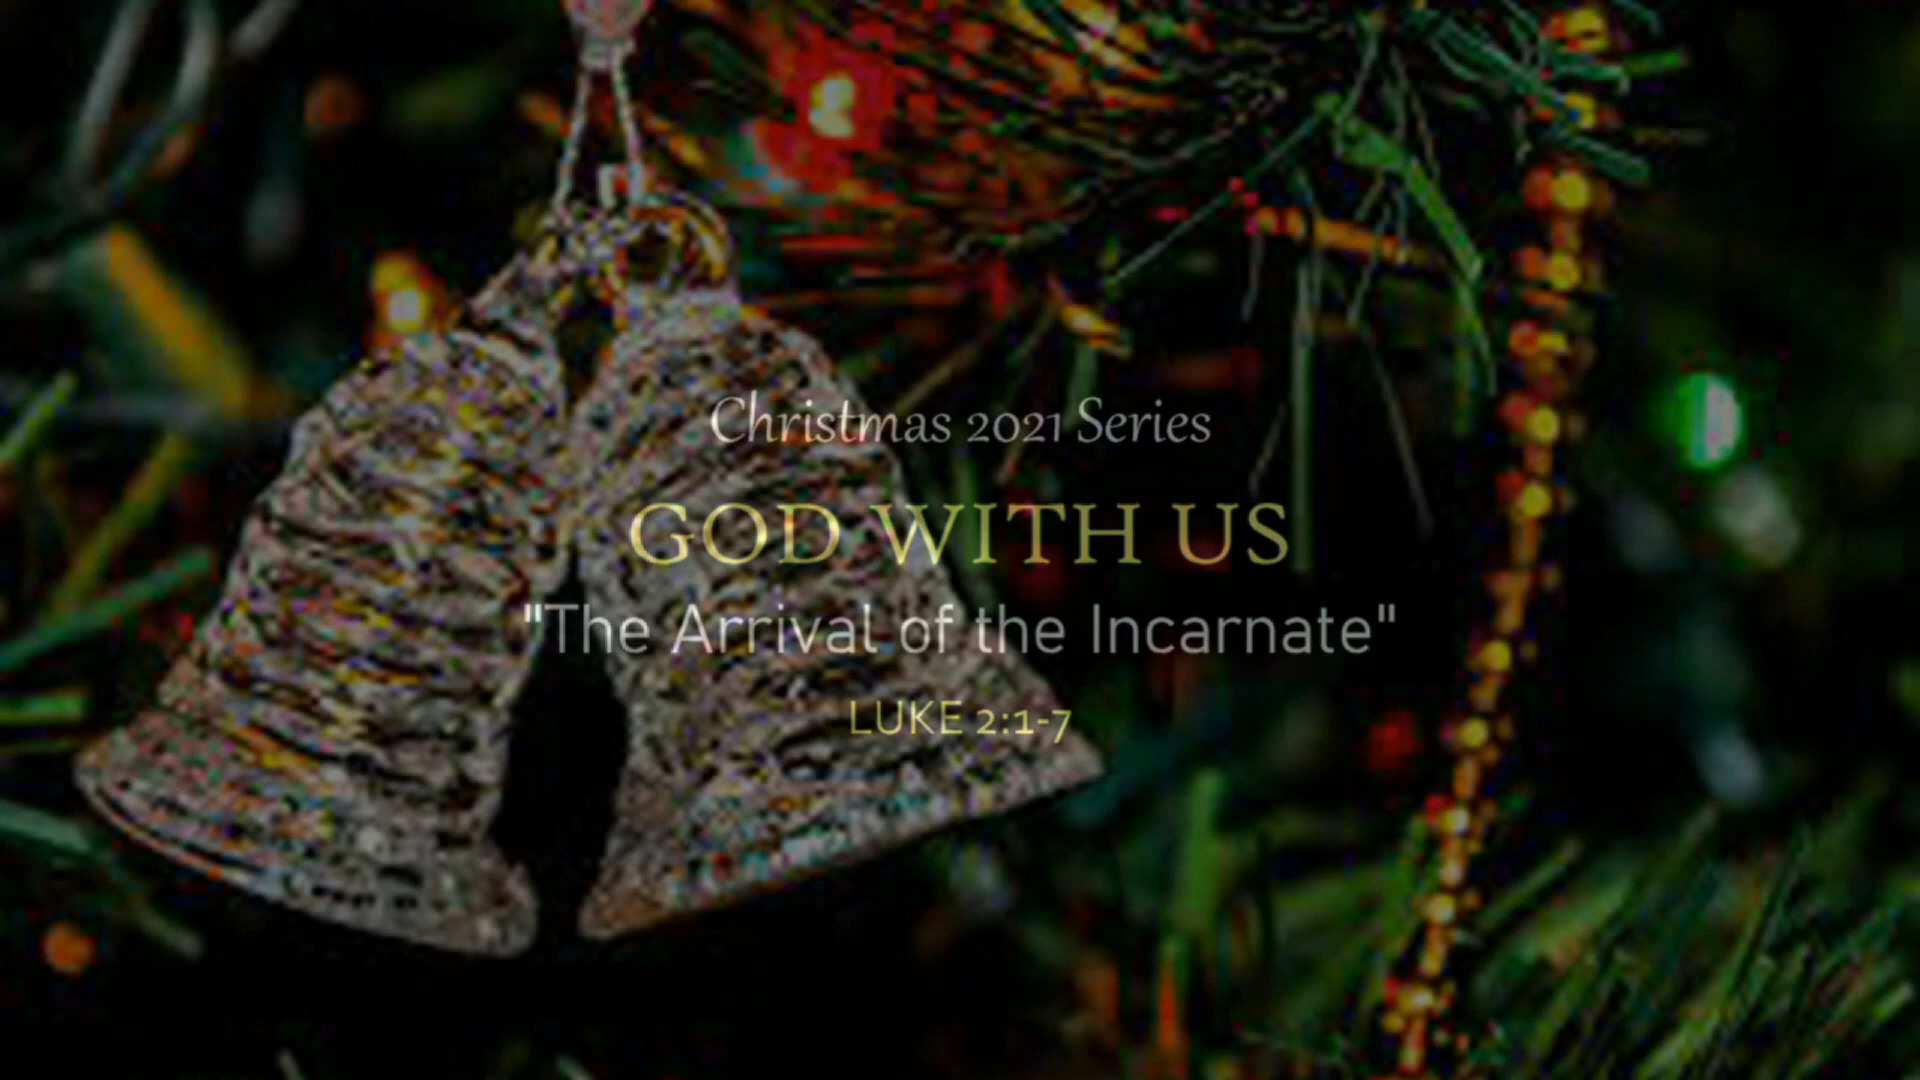 Christmas 2021 Series
GOD WITH US
"The Arrival of the Incarnate"
LUKE 2:1-7